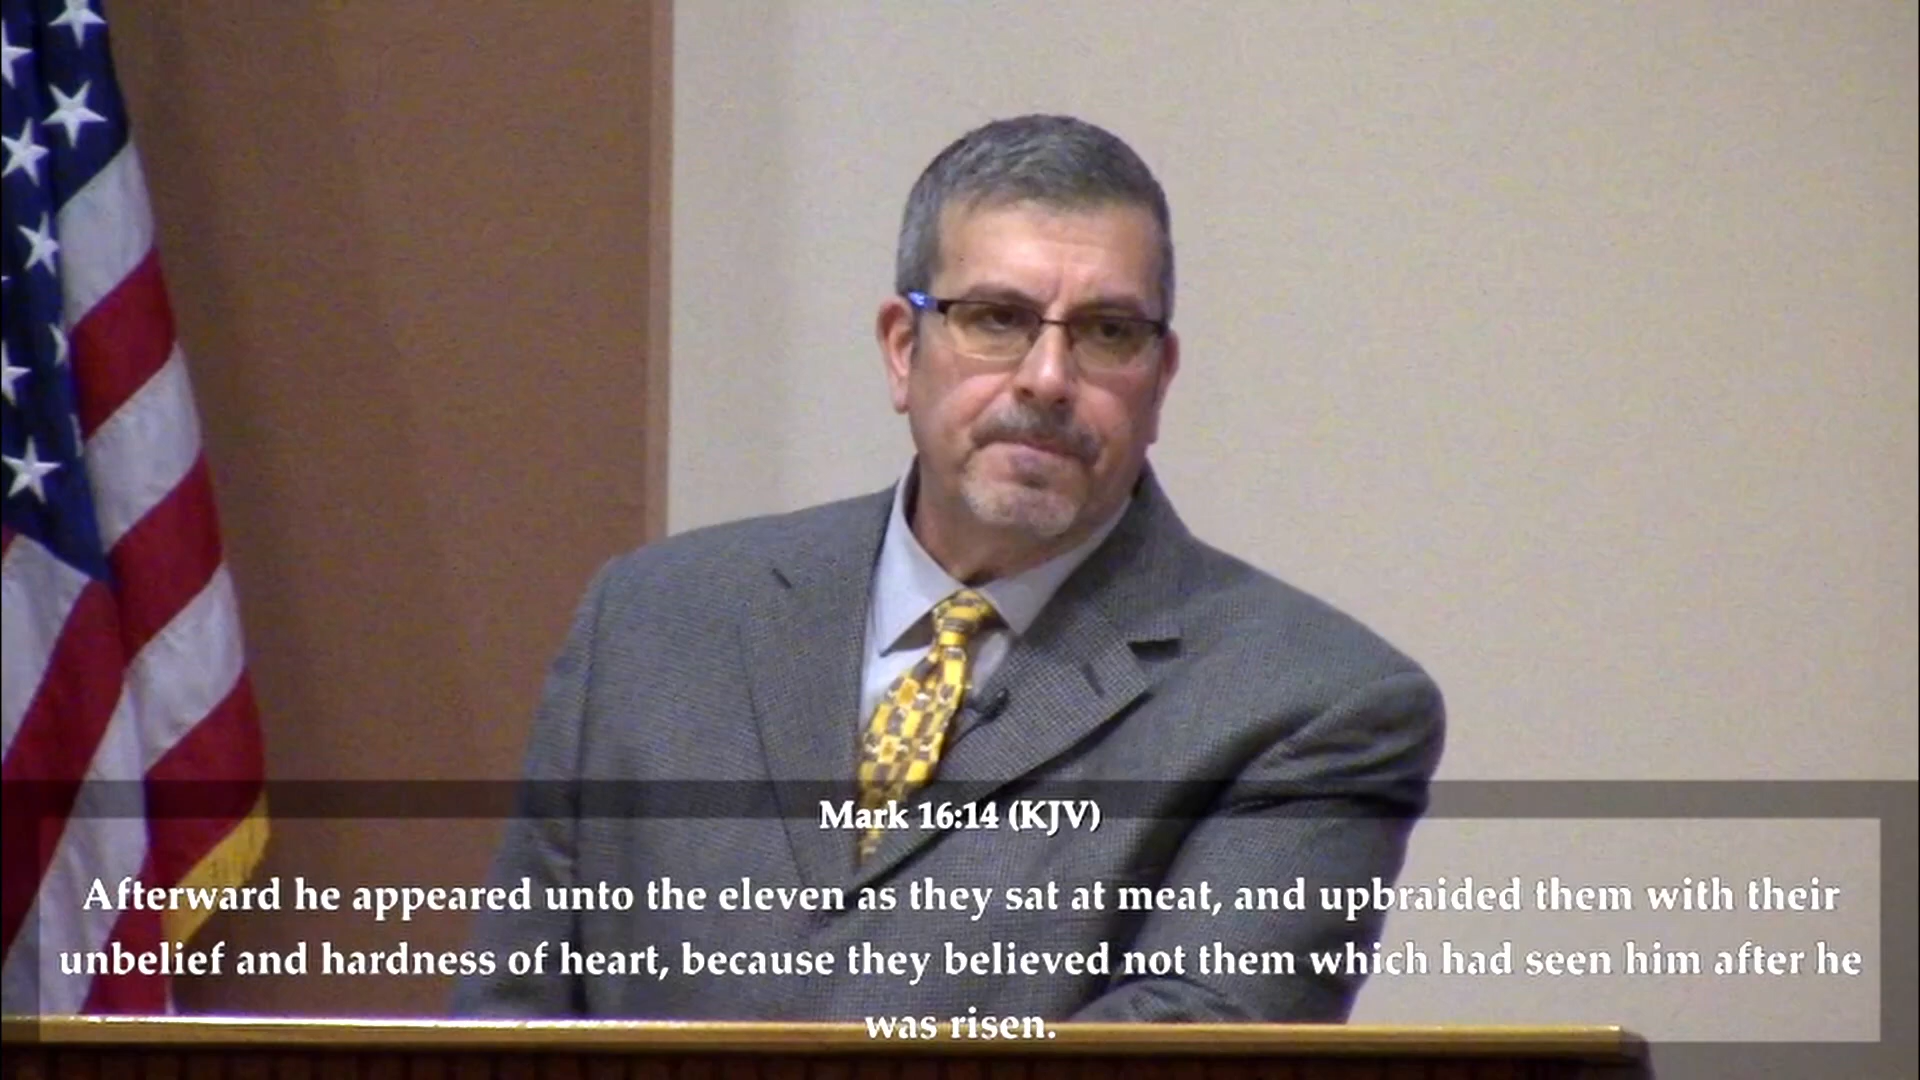 Mark 16:14 (KJV)
Afterward he appeared unto the eleven as they sat at meat, and upbraided them with their
unbelief and hardness of heart, because they believed not them which had seen him after he
was risen.